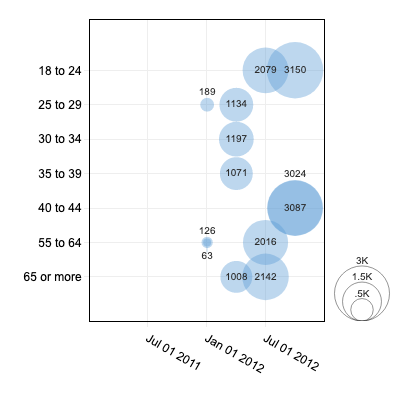 18 to 24 2079 3150
189
25 to 29 1134
30 to 34 1197
35 to 39 1071 3024
40 to 44 3087
126
55 to 64 2016
63
65 or more 1008 2142
3K
1.5K
.5K
Jul 01 2011 Jan 01 2012 Jul 01 2012